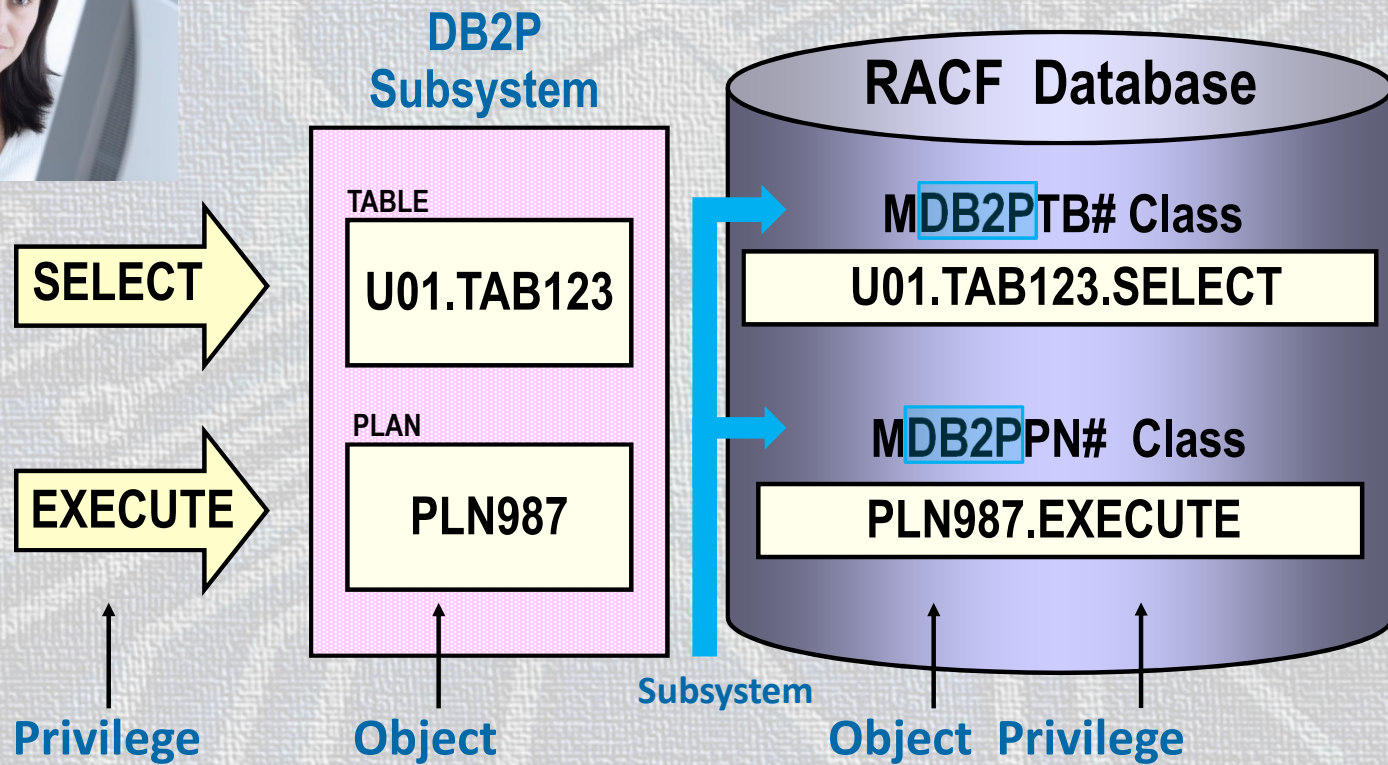 DB2P
Subsystem
RACF Database
TABLE
MDB2PTB# Class
SELECT
U01.TAB123
U01.TAB123.SELECT
PLAN
MDB2PPN# Class
EXECUTE
PLN987
PLN987.EXECUTE
Subsystem
Privilege
Object
Object Privilege